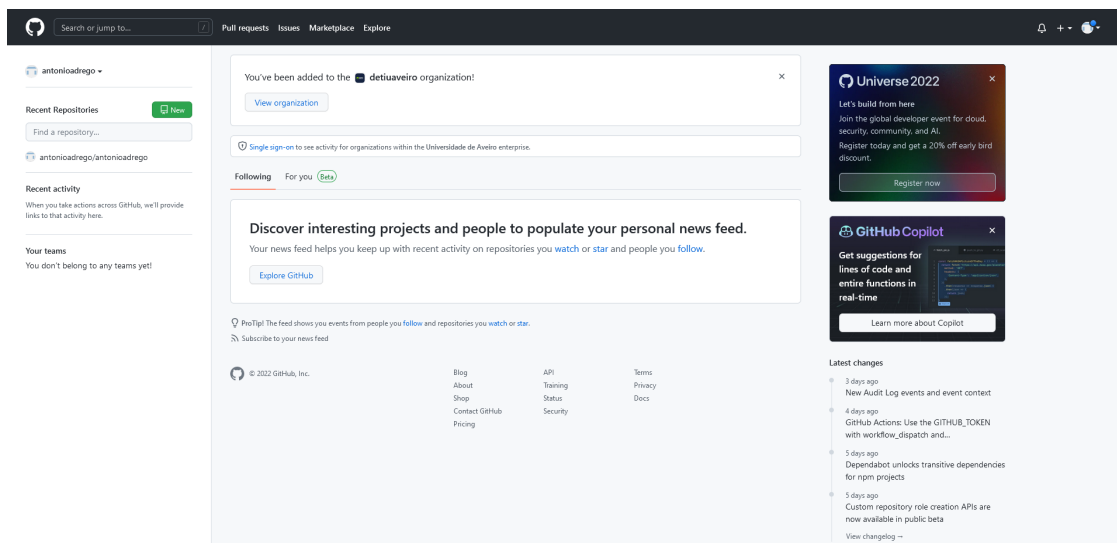 Search or jump to... /
Pull requests Issues Marketplace Explore
antonioadrego
Recent Repositories
New
Find a repository...
antonioadrego/antonioadrego
Recent activity
When you take actions across GitHub, we'll provide
links to that activity here.
Your teams
You don't belong to any teams yet!
You've been added to the detiuaveiro organization!
View organization
Single sign-on to see activity for organizations within the Universidade de Aveiro enterprise.
Following For you Beta
Discover interesting projects and people to populate your personal news feed.
Your news feed helps you keep up with recent activity on repositories you watch or star and people you follow.
Explore GitHub
ProTip! The feed shows you events from people you follow and repositories you watch or star.
Subscribe to your news feed
© 2022 GitHub, Inc.
Blog
About
Shop
Contact GitHub
Pricing
API
Training
Status
Security
Terms
Privacy
Docs
Universe 2022
Let's build from here
Join the global developer event for cloud,
security, community, and AI.
Register today and get a 20% off early bird
discount.
Register now
GitHub Copilot
Get suggestions for
lines of code and
entire functions in
real-time
Learn more about Copilot
Latest changes
3 days ago
New Audit Log events and event context
4 days ago
GitHub Actions: Use the GITHUB_TOKEN
with workflow_dispatch and...
5 days ago
Dependabot unlocks transitive dependencies
for npm projects
5 days ago
Custom repository role creation APIs are
now available in public beta
View changelog →